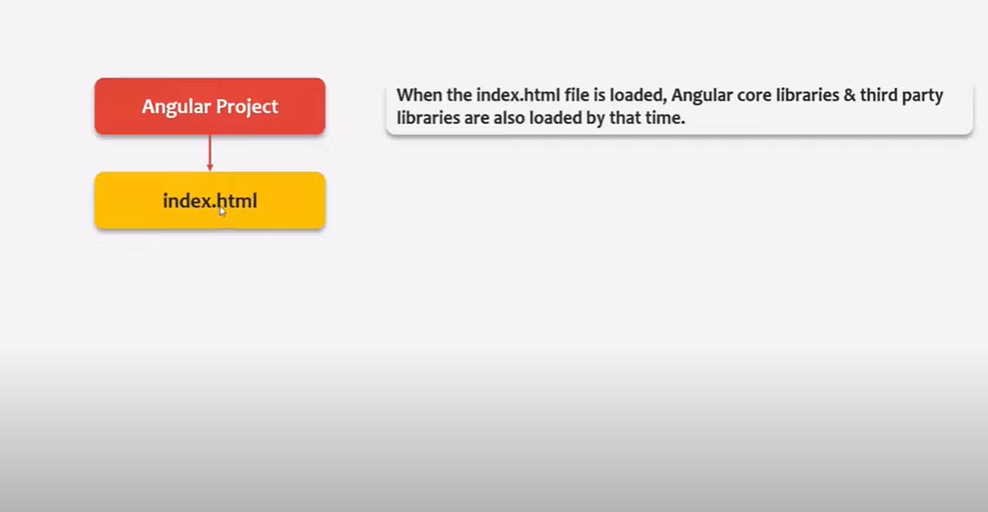 Angular Project
When the index.html file is loaded, Angular core libraries & third party
libraries are also loaded by that time.
index.html